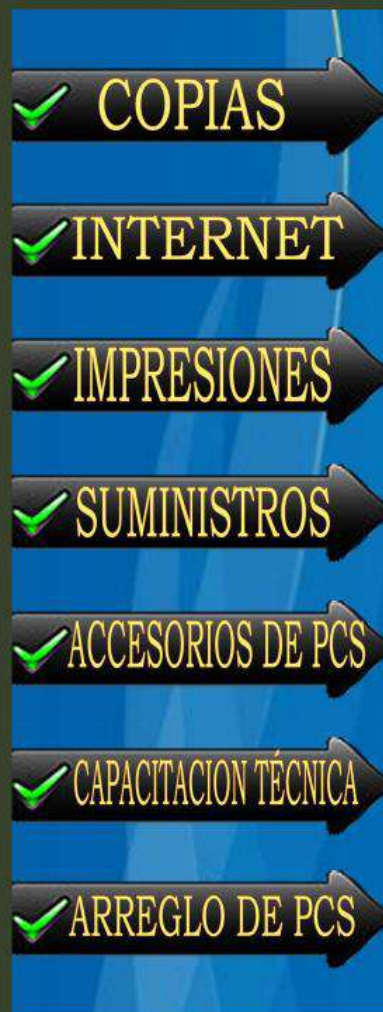 COPIAS
INTERNET
IMPRESIONES
SUMINISTROS
ACCESORIOS DE PCS
CAPACITACION TÉCNICA
ARREGLO DE PCS